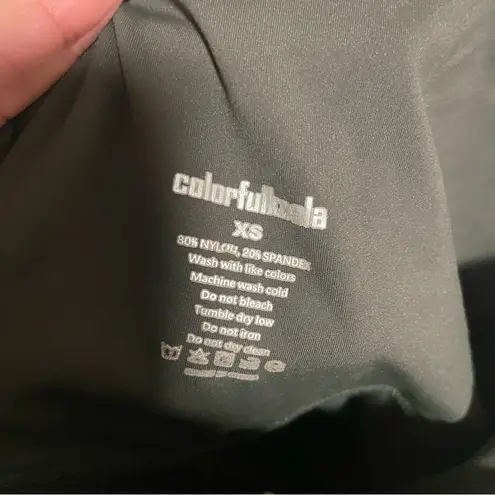 colorfulkoala
XS
80% NYLON, 20% SPANDEX
Wash with like colors
Machine wash cold
Do not bleach
Tumble dry low
Do not iron
Do not dry clean